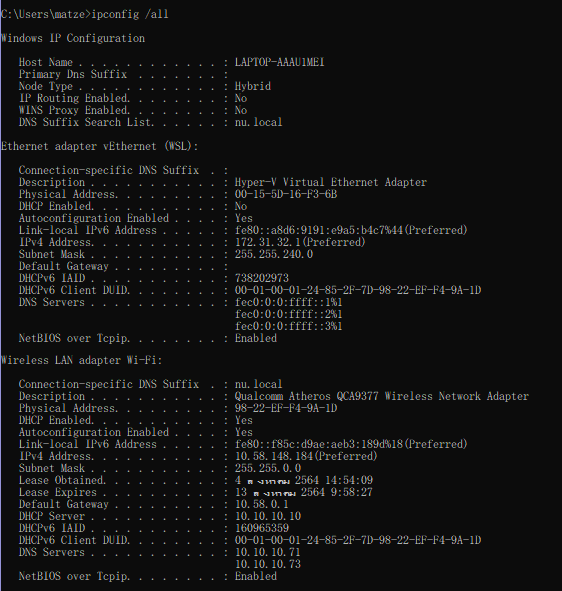 C:\Users\matze>ipconfig /all
Windows IP Configuration
Host Name . . . . . . . . . . . . : LAPTOP-AAAU1MEI
Primary Dns Suffix  . . . . . . . :
Node Type . . . . . . . . . . . . : Hybrid
IP Routing Enabled. . . . . . . . : No
WINS Proxy Enabled. . . . . . . . : No
DNS Suffix Search List. . . . . . : nu.local
Ethernet adapter vEthernet (WSL):
Connection-specific DNS Suffix  . :
Description . . . . . . . . . . . : Hyper-V Virtual Ethernet Adapter
Physical Address. . . . . . . . . : 00-15-5D-16-F3-6B
DHCP Enabled. . . . . . . . . . . : No
Autoconfiguration Enabled . . . . : Yes
Link-local IPv6 Address . . . . . : fe80::a8d6:9191:e9a5:b4c7%44(Preferred)
IPv4 Address. . . . . . . . . . . : 172.31.32.1(Preferred)
Subnet Mask . . . . . . . . . . . : 255.255.240.0
Default Gateway . . . . . . . . . :
DHCPv6 IAID . . . . . . . . . . . : 738202973
DHCPv6 Client DUID. . . . . . . . : 00-01-00-01-24-85-2F-7D-98-22-EF-F4-9A-1D
DNS Servers . . . . . . . . . . . : fec0:0:0:ffff::1%1
fec0:0:0:ffff::2%1
fec0:0:0:ffff::3%1
NetBIOS over Tcpip. . . . . . . . : Enabled
Wireless LAN adapter Wi-Fi:
Connection-specific DNS Suffix  . : nu.local
Description . . . . . . . . . . . : Qualcomm Atheros QCA9377 Wireless Network Adapter
Physical Address. . . . . . . . . : 98-22-EF-F4-9A-1D
DHCP Enabled. . . . . . . . . . . : Yes
Autoconfiguration Enabled . . . . : Yes
Link-local IPv6 Address . . . . . : fe80::f85c:d9ae:aeb3:189d%18(Preferred)
IPv4 Address. . . . . . . . . . . : 10.58.148.184(Preferred)
Subnet Mask . . . . . . . . . . . : 255.255.0.0
Lease Obtained. . . . . . . . . . : 4 2564 14:54:09
Lease Expires . . . . . . . . . . : 13 2564 9:58:27
Default Gateway . . . . . . . . . : 10.58.0.1
DHCP Server . . . . . . . . . . . : 10.10.10.10
DHCPv6 IAID . . . . . . . . . . . : 160965359
DHCPv6 Client DUID. . . . . . . . : 00-01-00-01-24-85-2F-7D-98-22-EF-F4-9A-1D
DNS Servers . . . . . . . . . . . : 10.10.10.71
10.10.10.73
NetBIOS over Tcpip. . . . . . . . : Enabled